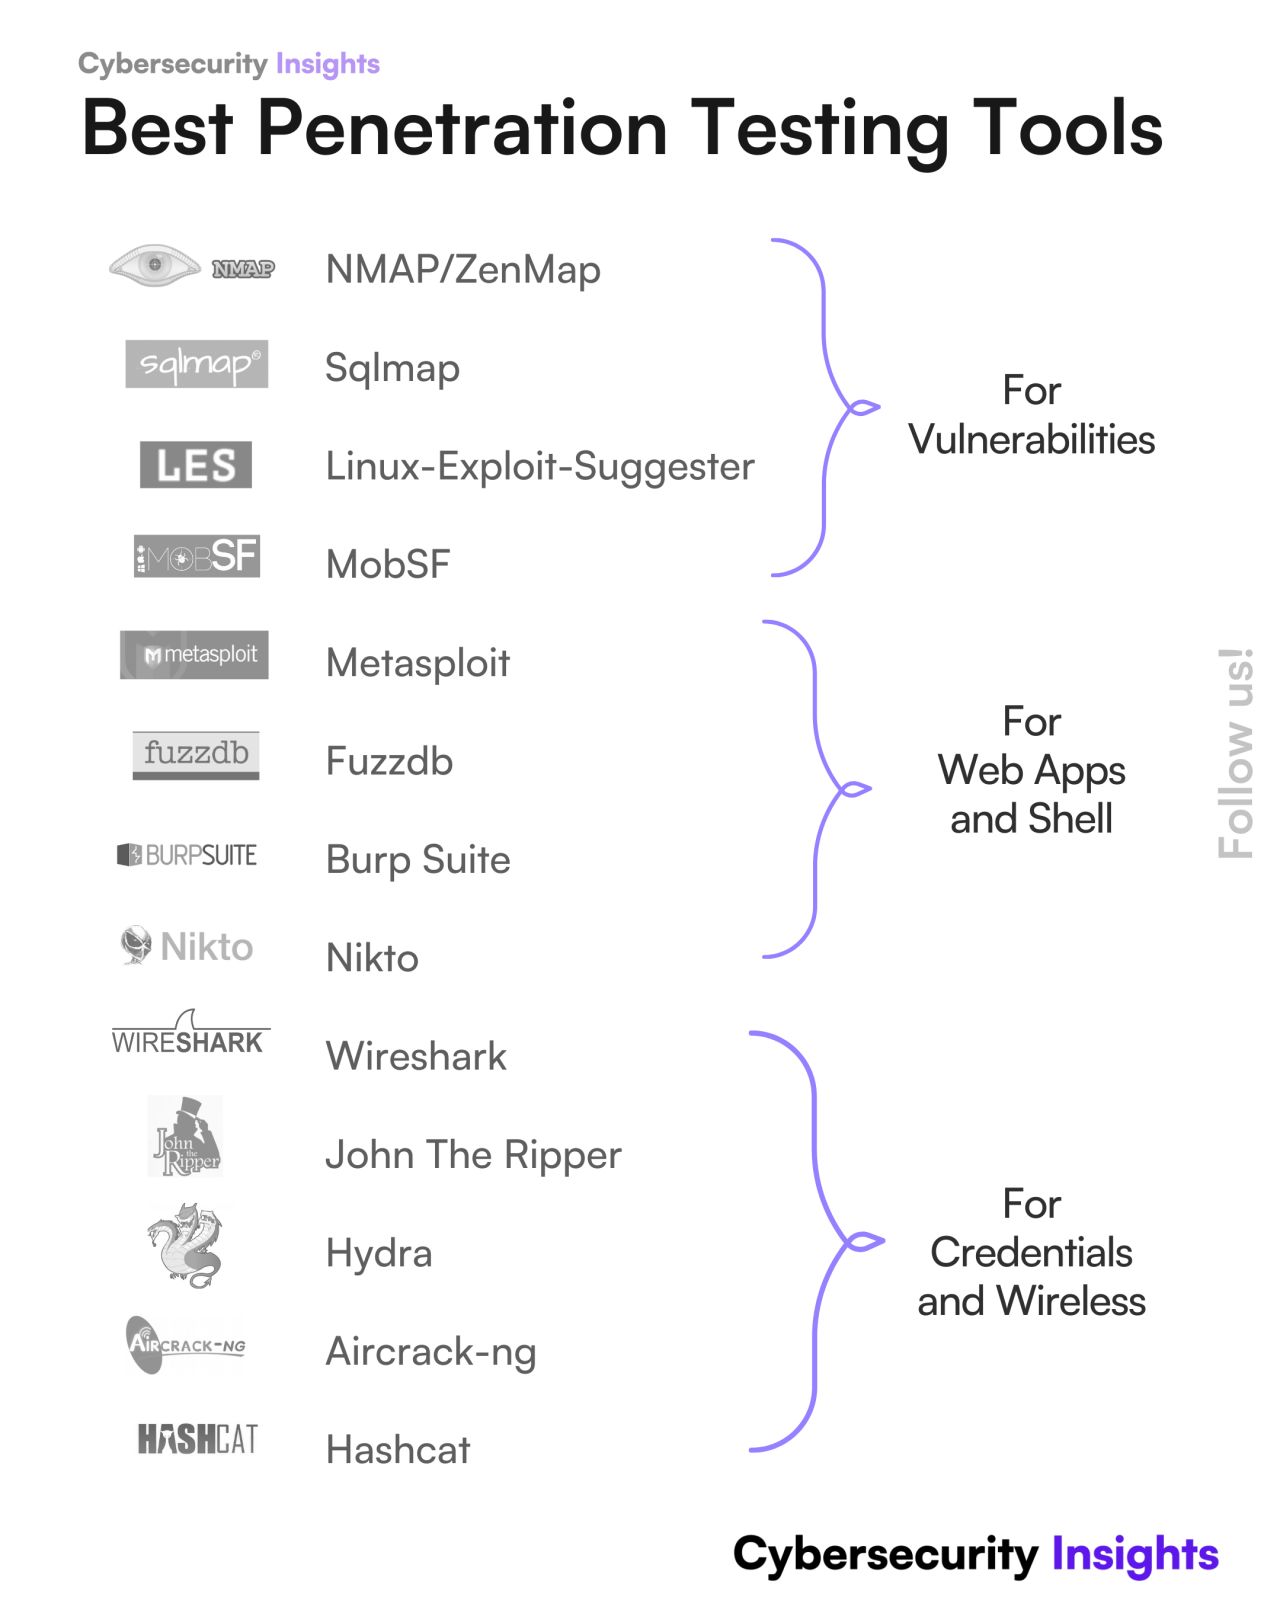 Cybersecurity Insights
Best Penetration Testing Tools
NMAP
NMAP/ZenMap
sqlmap®
Sqlmap
LES
Linux-Exploit-Suggester
MOBSF
MobSF
For
Vulnerabilities
metasploit
Metasploit
fuzzdb
Fuzzdb
BURPSUITE
Burp Suite
Nikto
Nikto
For
Web Apps
and Shell
WIRESHARK
Wireshark
John the Ripper
John The Ripper
Hydra
AIRCRACK-NG
Aircrack-ng
HASHCAT
Hashcat
For
Credentials
and Wireless
Follow us!
Cybersecurity Insights